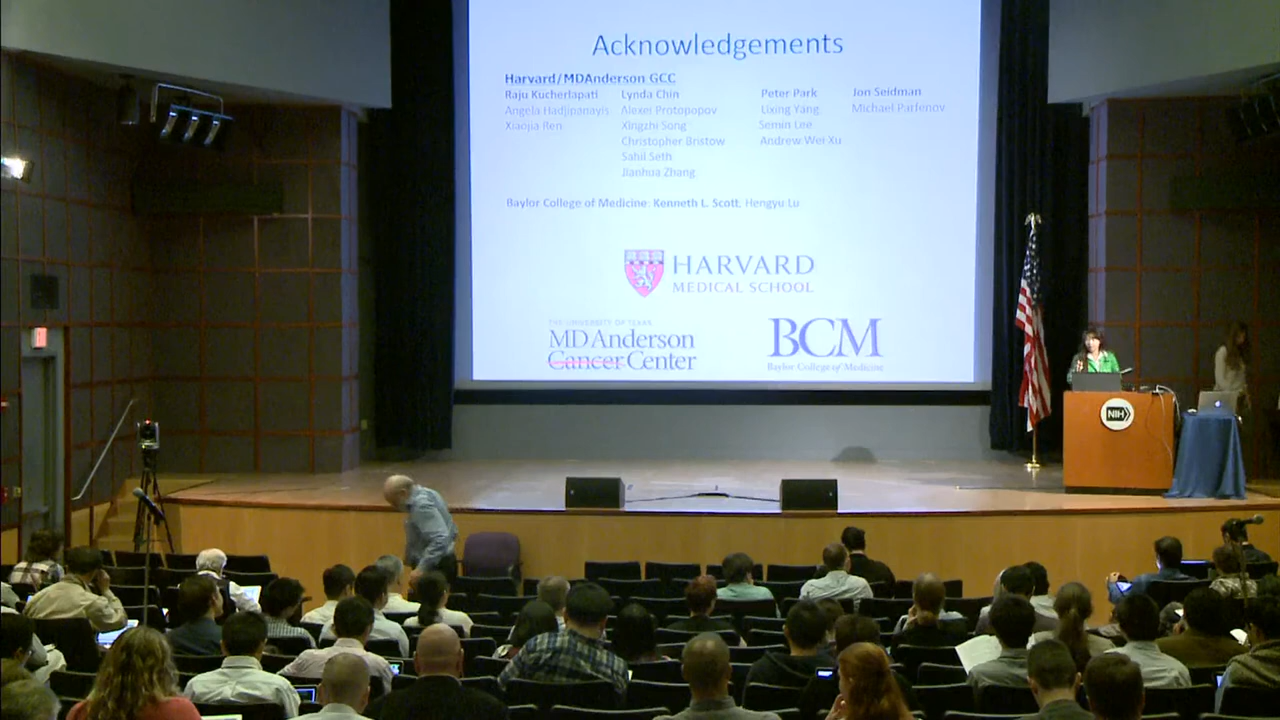 Acknowledgements
Harvard/MDAnderson GCC
Raju Kucherlapati Lynda Chin Peter Park Jon Seidman
Angela Hadjipanayis Alexei Protopopov Lixing Yang Michael Parfenov
Xiaojia Ren Xingzhi Song Semin Lee
Christopher Bristow Andrew Wei Xu
Sahil Seth
Jianhua Zhang
Baylor College of Medicine: Kenneth L. Scott, Hengyu Lu
HARVARD
MEDICAL SCHOOL
THE UNIVERSITY OF TEXAS
MD Anderson
Cancer Center
BCM
Baylor College of Medicine
NIH